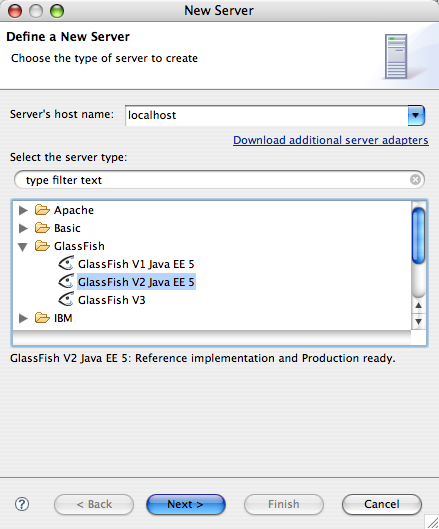 New Server
Define a New Server
Choose the type of server to create
Server's host name: localhost
Download additional server adapters
Select the server type:
type filter text
Apache
Basic
GlassFish
GlassFish V1 Java EE 5
GlassFish V2 Java EE 5
GlassFish V3
IBM
GlassFish V2 Java EE 5: Reference implementation and Production ready.
? < Back Next > Finish Cancel